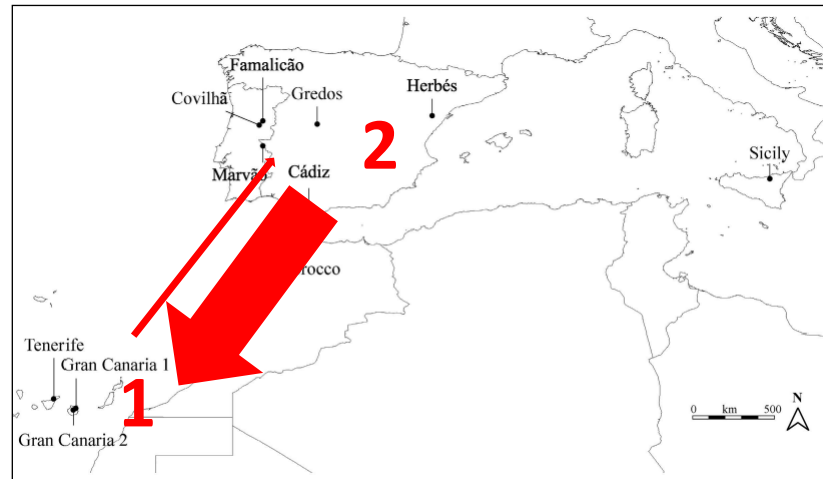 Famalicão
Covilhã
Gredos
Herbés
2
Sicily
Marvão
Cádiz
Tenerife
Gran Canaria 1
1
Gran Canaria 2
N
0 km 500